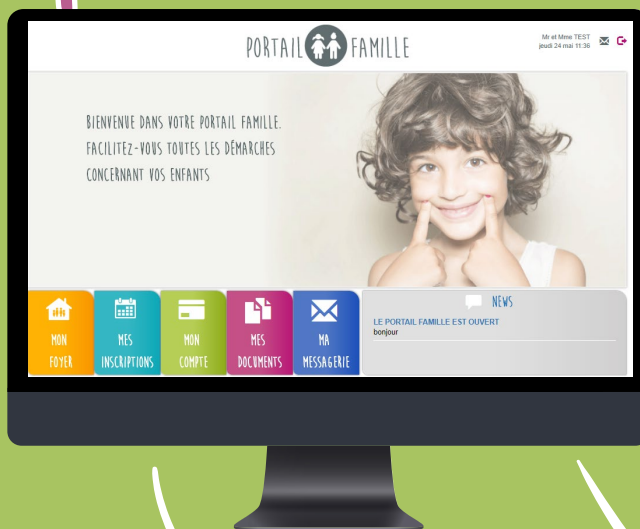 PORTAIL FAMILLE
Mr et Mme TEST
jeudi 24 mai 11:36
BIENVENUE DANS VOTRE PORTAIL FAMILLE.
FACILITEZ-VOUS TOUTES LES DÉMARCHES
CONCERNANT VOS ENFANTS
MON
FOYER
MES
INSCRIPTIONS
MON
COMPTE
MES
DOCUMENTS
MA
MESSAGERIE
NEWS
LE PORTAIL FAMILLE EST OUVERT
bonjour